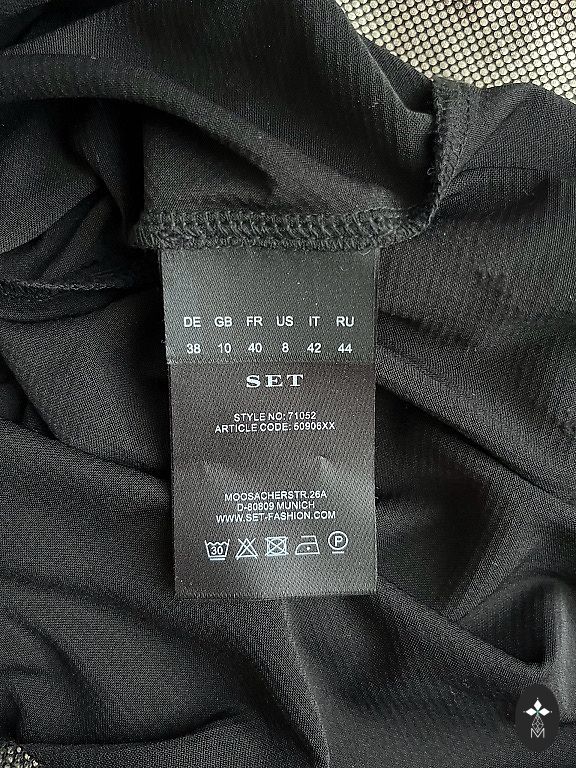 DE GB FR US IT RU
38 10 40 8 42 44
SET
STYLE NO: 71052
ARTICLE CODE: 50906XX
MOOSACHERSTR.26A
D-80809 MUNICH
WWW.SET-FASHION.COM
30 P
M